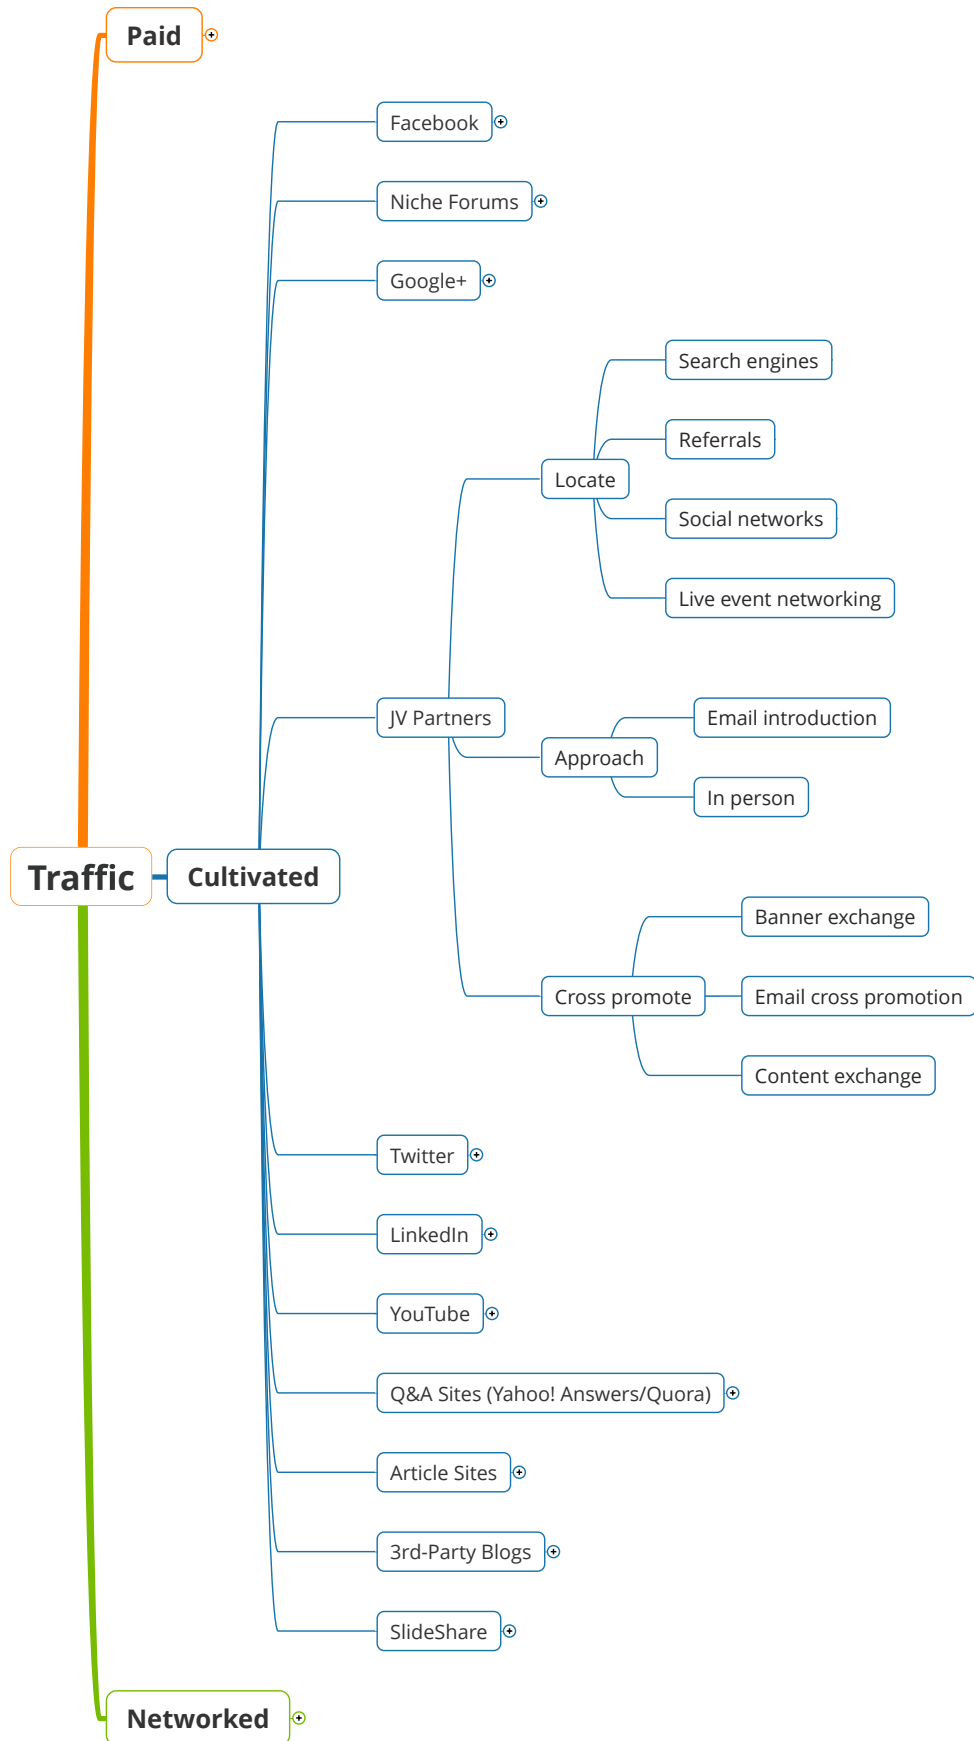 Paid
Facebook
Niche Forums
Google+
Search engines
Referrals
Locate
Social networks
Live event networking
JV Partners
Email introduction
Approach
In person
Traffic
Cultivated
Banner exchange
Cross promote
Email cross promotion
Content exchange
Twitter
LinkedIn
YouTube
Q&A Sites (Yahoo! Answers/Quora)
Article Sites
3rd-Party Blogs
SlideShare
Networked